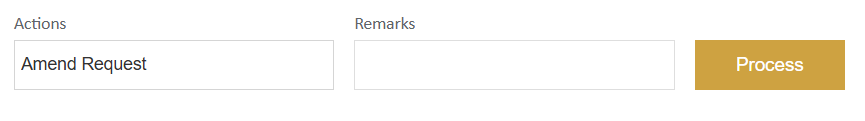 Actions
Remarks
Amend Request
Process